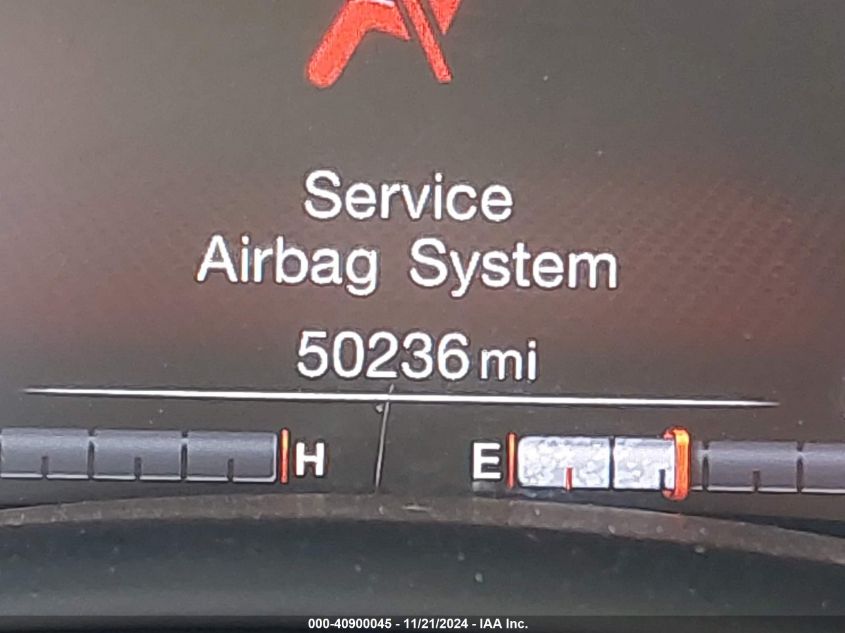 Service
Airbag System
50236 mi
H E
000-40900045 - 11/21/2024 - IAA Inc.